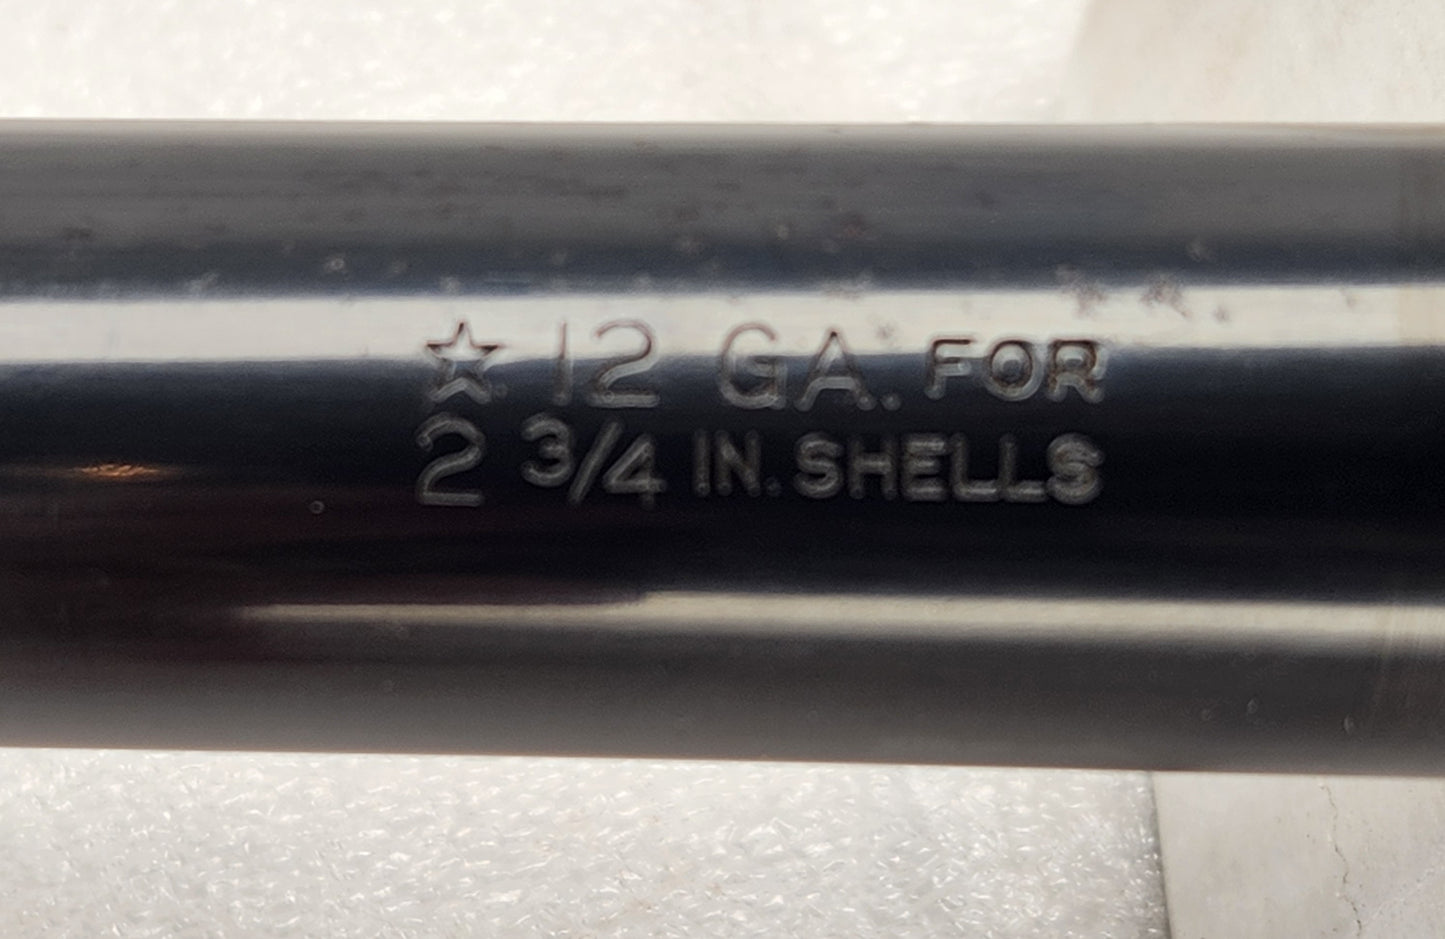 ☆ 12 GA. FOR
2 3/4 IN. SHELLS